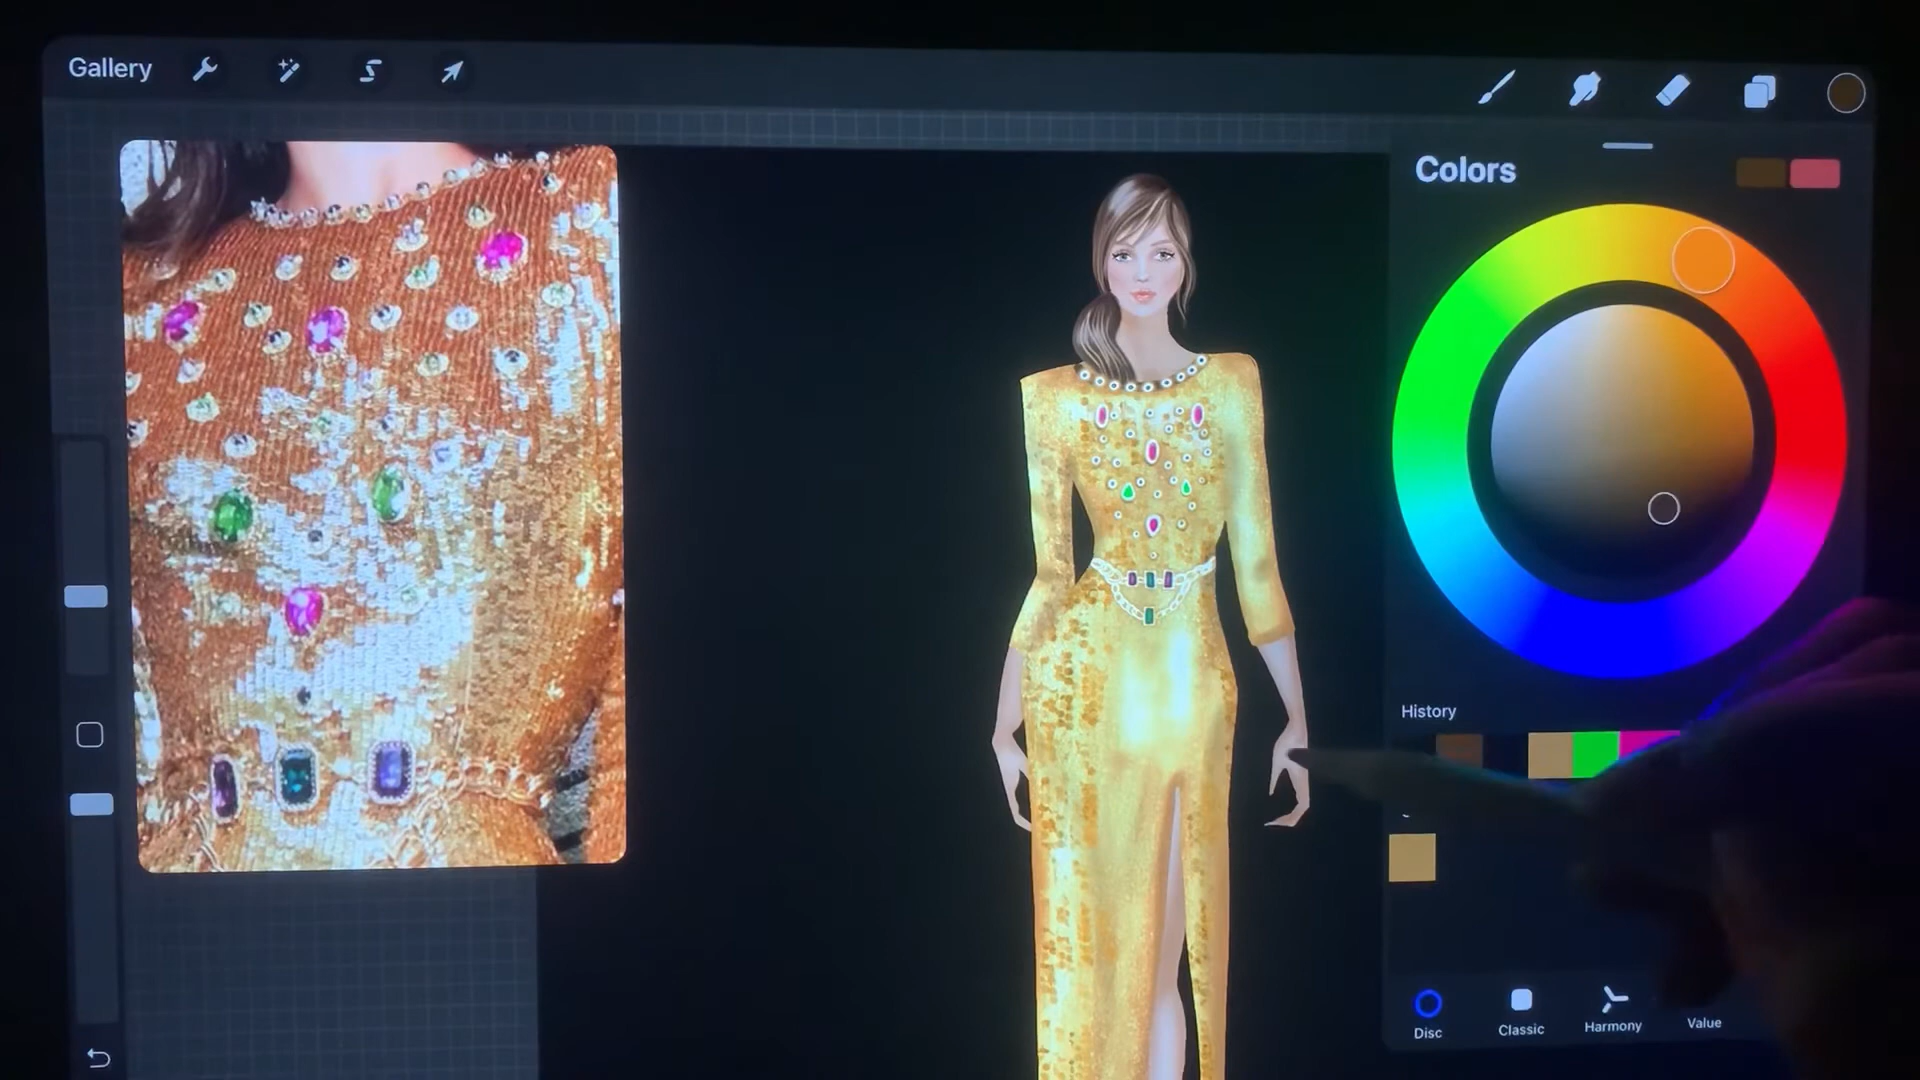 Gallery
Colors
History
Disc
Classic
Harmony
Value